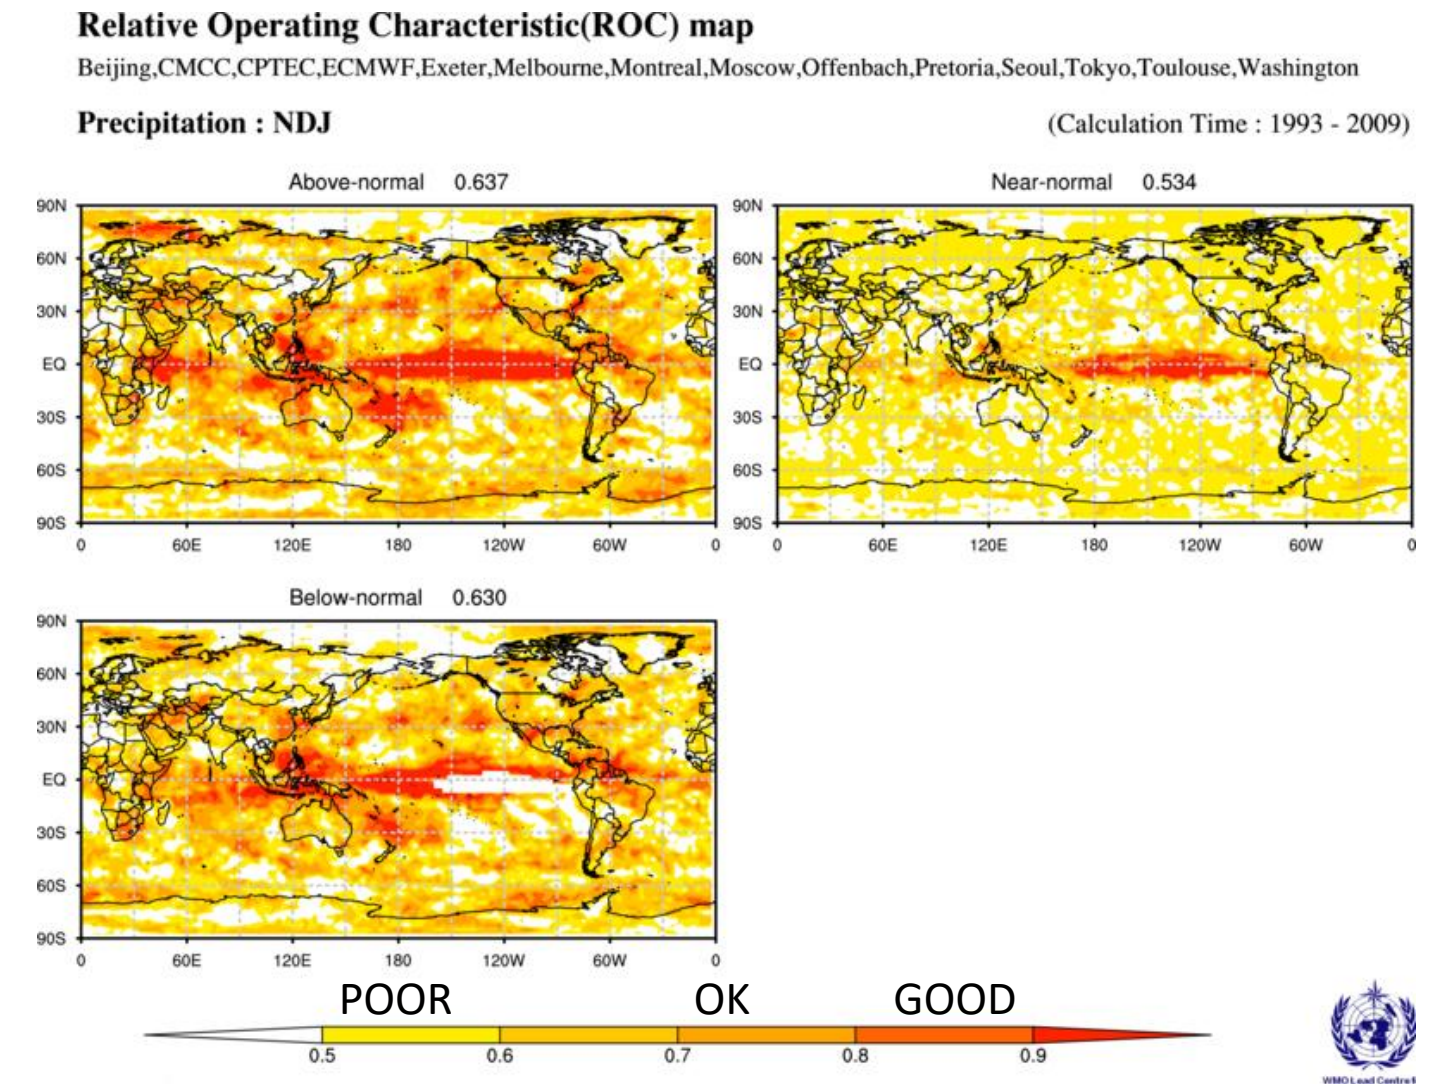 Relative Operating Characteristic(ROC) map
Beijing,CMCC,CPTEC,ECMWF,Exeter,Melbourne,Montreal,Moscow,Offenbach,Pretoria,Seoul,Tokyo,Toulouse,Washington
Precipitation : NDJ (Calculation Time : 1993 - 2009)
Above-normal 0.637 Near-normal 0.534
90N 90N
60N 60N
30N 30N
EQ EQ
30S 30S
60S 60S
90S 90S
0 60E 120E 180 120W 60W 0 0 60E 120E 180 120W 60W 0
Below-normal 0.630
90N
60N
30N
EQ
30S
60S
90S
0 60E 120E 180 120W 60W 0
POOR OK GOOD
0.5 0.6 0.7 0.8 0.9
WMO Lead Centre